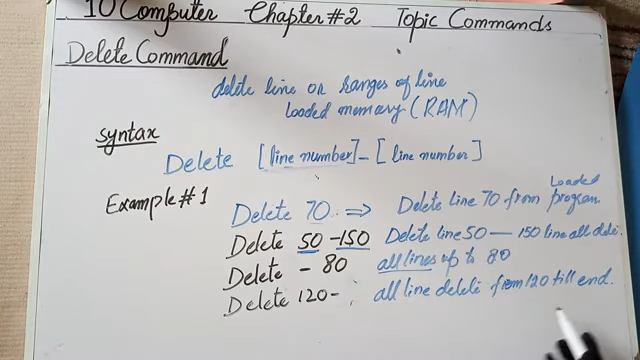 10 Computer Chapter #2 Topic Commands
Delete Command
delete line or ranges of line
loaded memory (RAM)
Syntax
Delete [line number] - [line number]
Example #1
Delete 70 ⇒ Delete line 70 from Loaded program
Delete 50 - 150 Delete line 50 — 150 line all dele.
Delete - 80 all lines up to 80
Delete 120- ; all line delete from 120 till end.